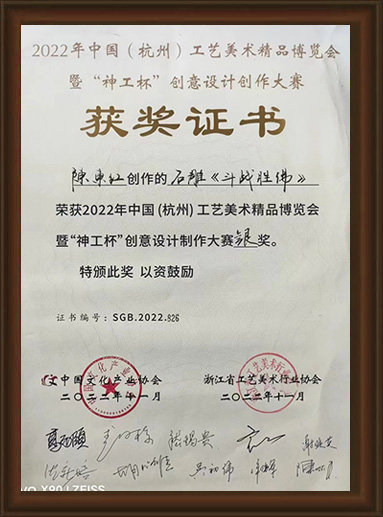 2022年中国（杭州）工艺美术精品博览会
暨“神工杯”创意设计创作大赛
获奖证书
陈东红创作的石雕《斗战胜佛》
荣获2022年中国(杭州)工艺美术精品博览会
暨“神工杯”创意设计制作大赛银奖。
特颁此奖 以资鼓励
证书编号：SGB.2022.826
中国文化产业协会 浙江省工艺美术行业协会
二〇二二年十一月 二〇二二年十一月
VO X80 | ZEISS